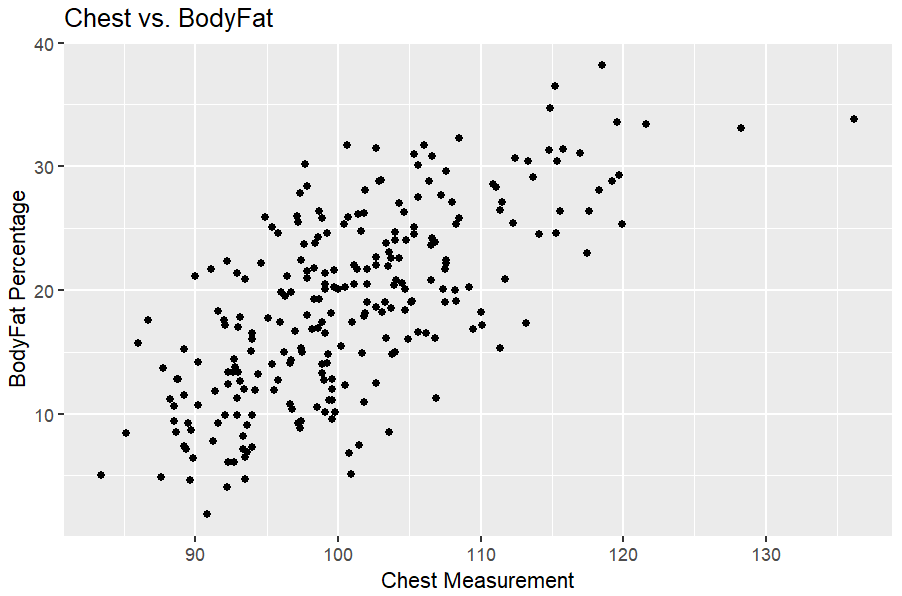 Chest vs. BodyFat
BodyFat Percentage
40
30
20
10
90 100 110 120 130
Chest Measurement